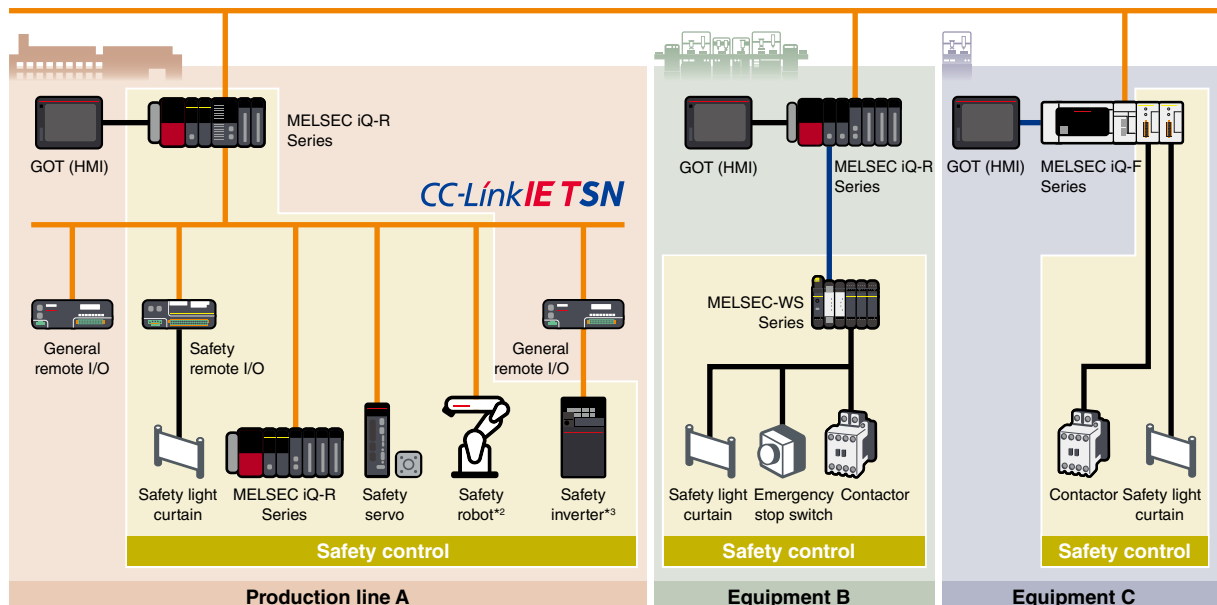 GOT (HMI)
MELSEC iQ-R
Series
CC-Link IE TSN
General
remote I/O
Safety
remote I/O
General
remote I/O
Safety light
curtain
MELSEC iQ-R
Series
Safety
servo
Safety
robot*2
Safety
inverter*3
Safety control
Production line A
GOT (HMI)
MELSEC iQ-R
Series
MELSEC-WS
Series
Safety light
curtain
Emergency
stop switch
Contactor
Safety control
Equipment B
GOT (HMI)
MELSEC iQ-F
Series
Contactor
Safety light
curtain
Safety control
Equipment C